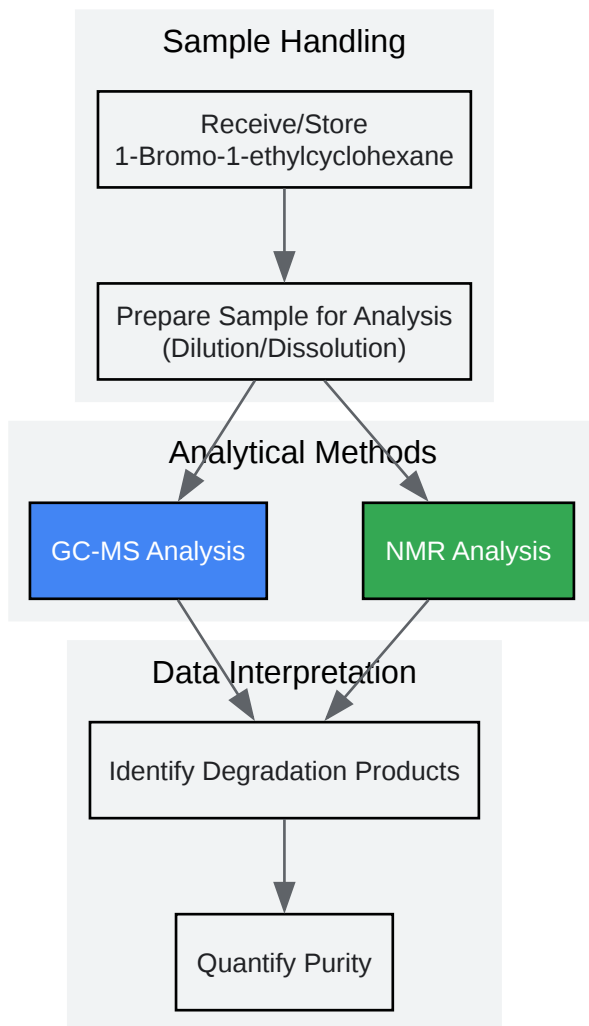 Sample Handling
Receive/Store
1-Bromo-1-ethylcyclohexane
Prepare Sample for Analysis
(Dilution/Dissolution)
Analytical Methods
GC-MS Analysis
NMR Analysis
Data Interpretation
Identify Degradation Products
Quantify Purity